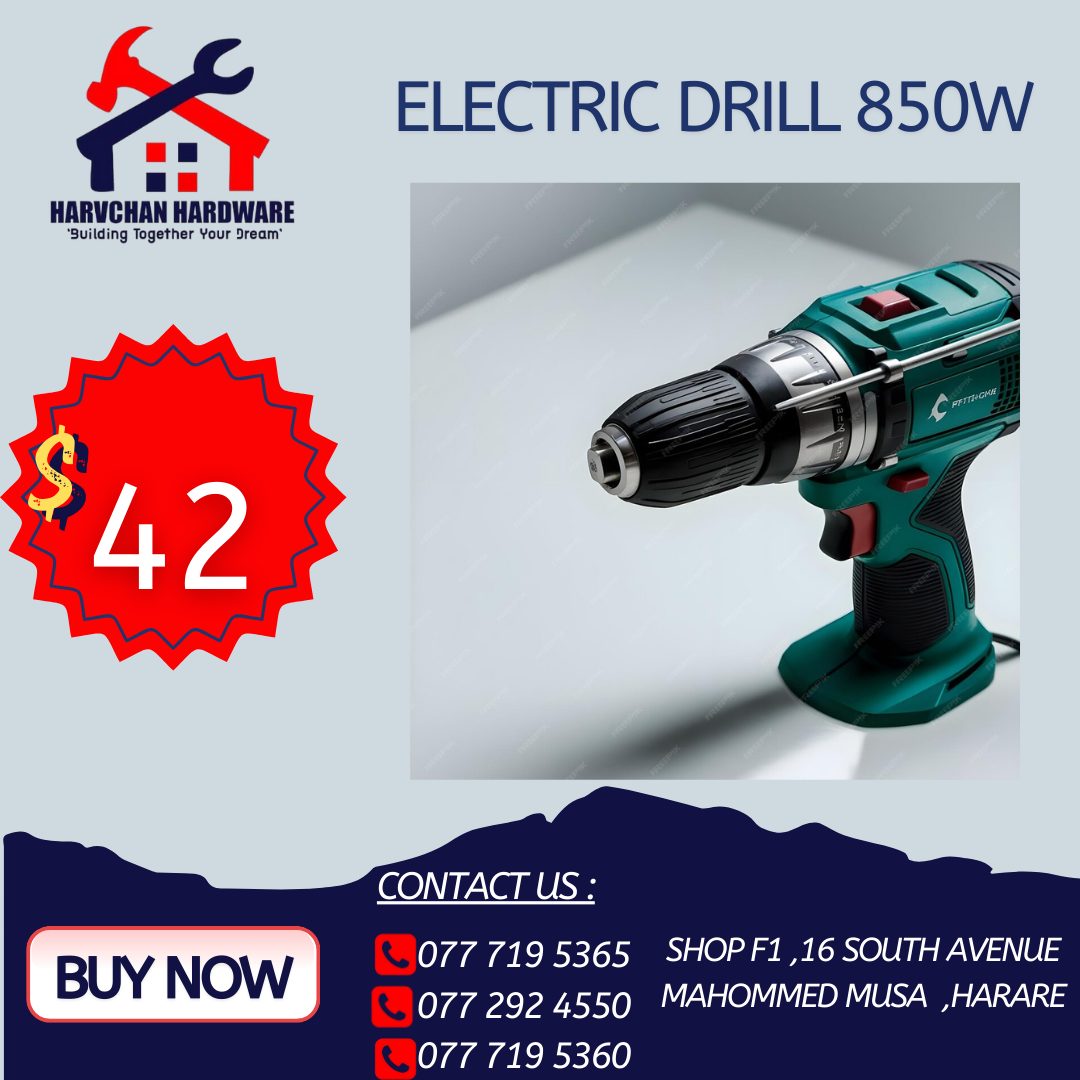 HARVCHAN HARDWARE
'Building Together Your Dream'
ELECTRIC DRILL 850W
$42
CONTACT US :
077 719 5365
077 292 4550
077 719 5360
SHOP F1 ,16 SOUTH AVENUE
MAHOMMED MUSA ,HARARE
BUY NOW